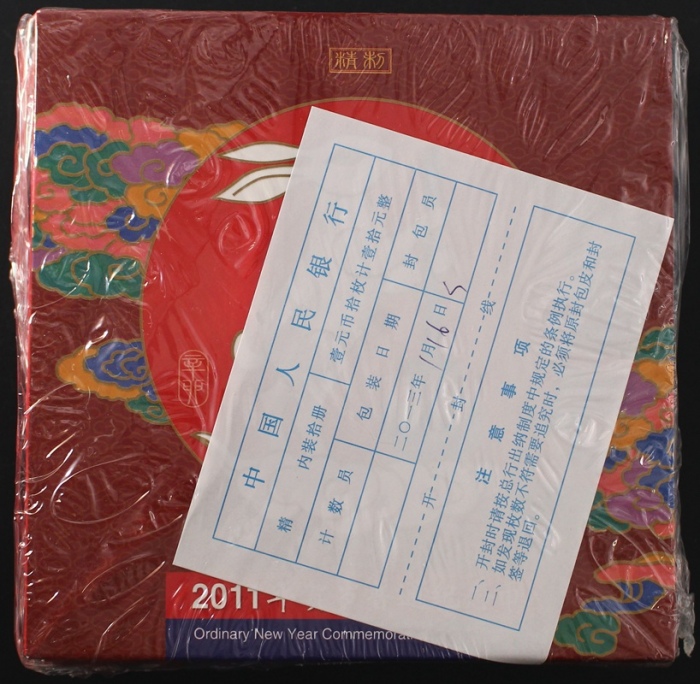 精制
中国人民银行
精 内装拾册 壹元币拾枚计壹拾元整
计数员 包装日期 封包员
二〇一三年1月16日 5
开 封 线
注意事项
一、开封时请按总行出纳制度中规定的条例执行。
二、如发现枚数不符需要追究时，必须将原封包皮和封
签等退回。
2011年
Ordinary New Year Commemorat